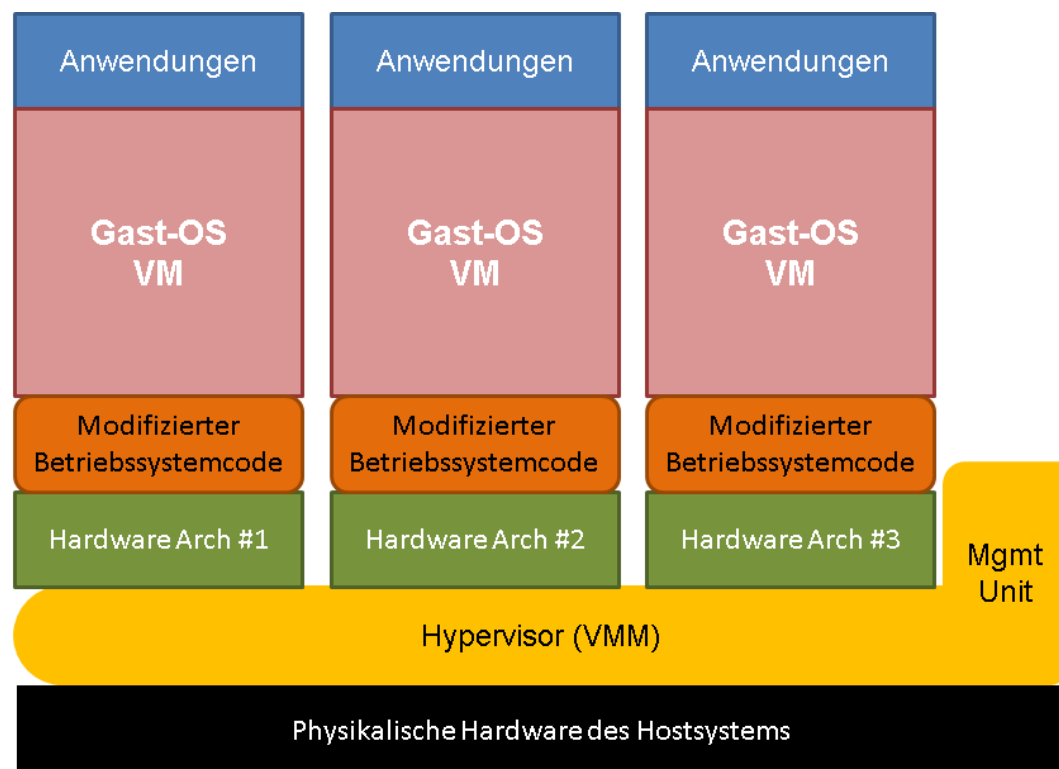 Anwendungen
Anwendungen
Anwendungen
Gast-OS
VM
Gast-OS
VM
Gast-OS
VM
Modifizierter
Betriebssystemcode
Modifizierter
Betriebssystemcode
Modifizierter
Betriebssystemcode
Hardware Arch #1
Hardware Arch #2
Hardware Arch #3
Mgmt
Unit
Hypervisor (VMM)
Physikalische Hardware des Hostsystems